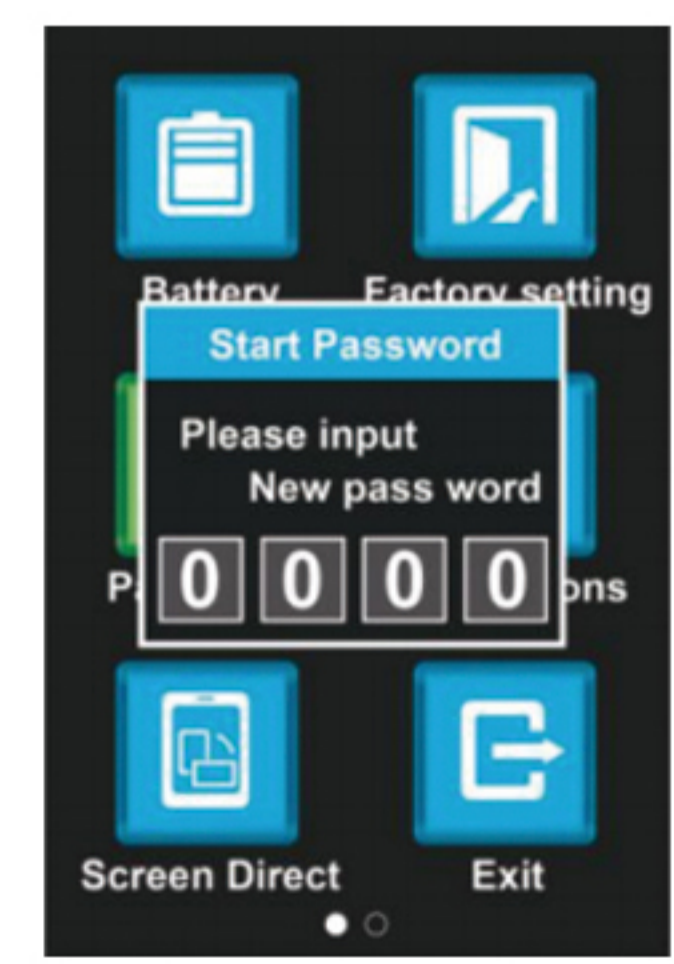 Battery
Factory setting
Start Password
Please input
New pass word
0 0 0 0
Screen Direct
Exit